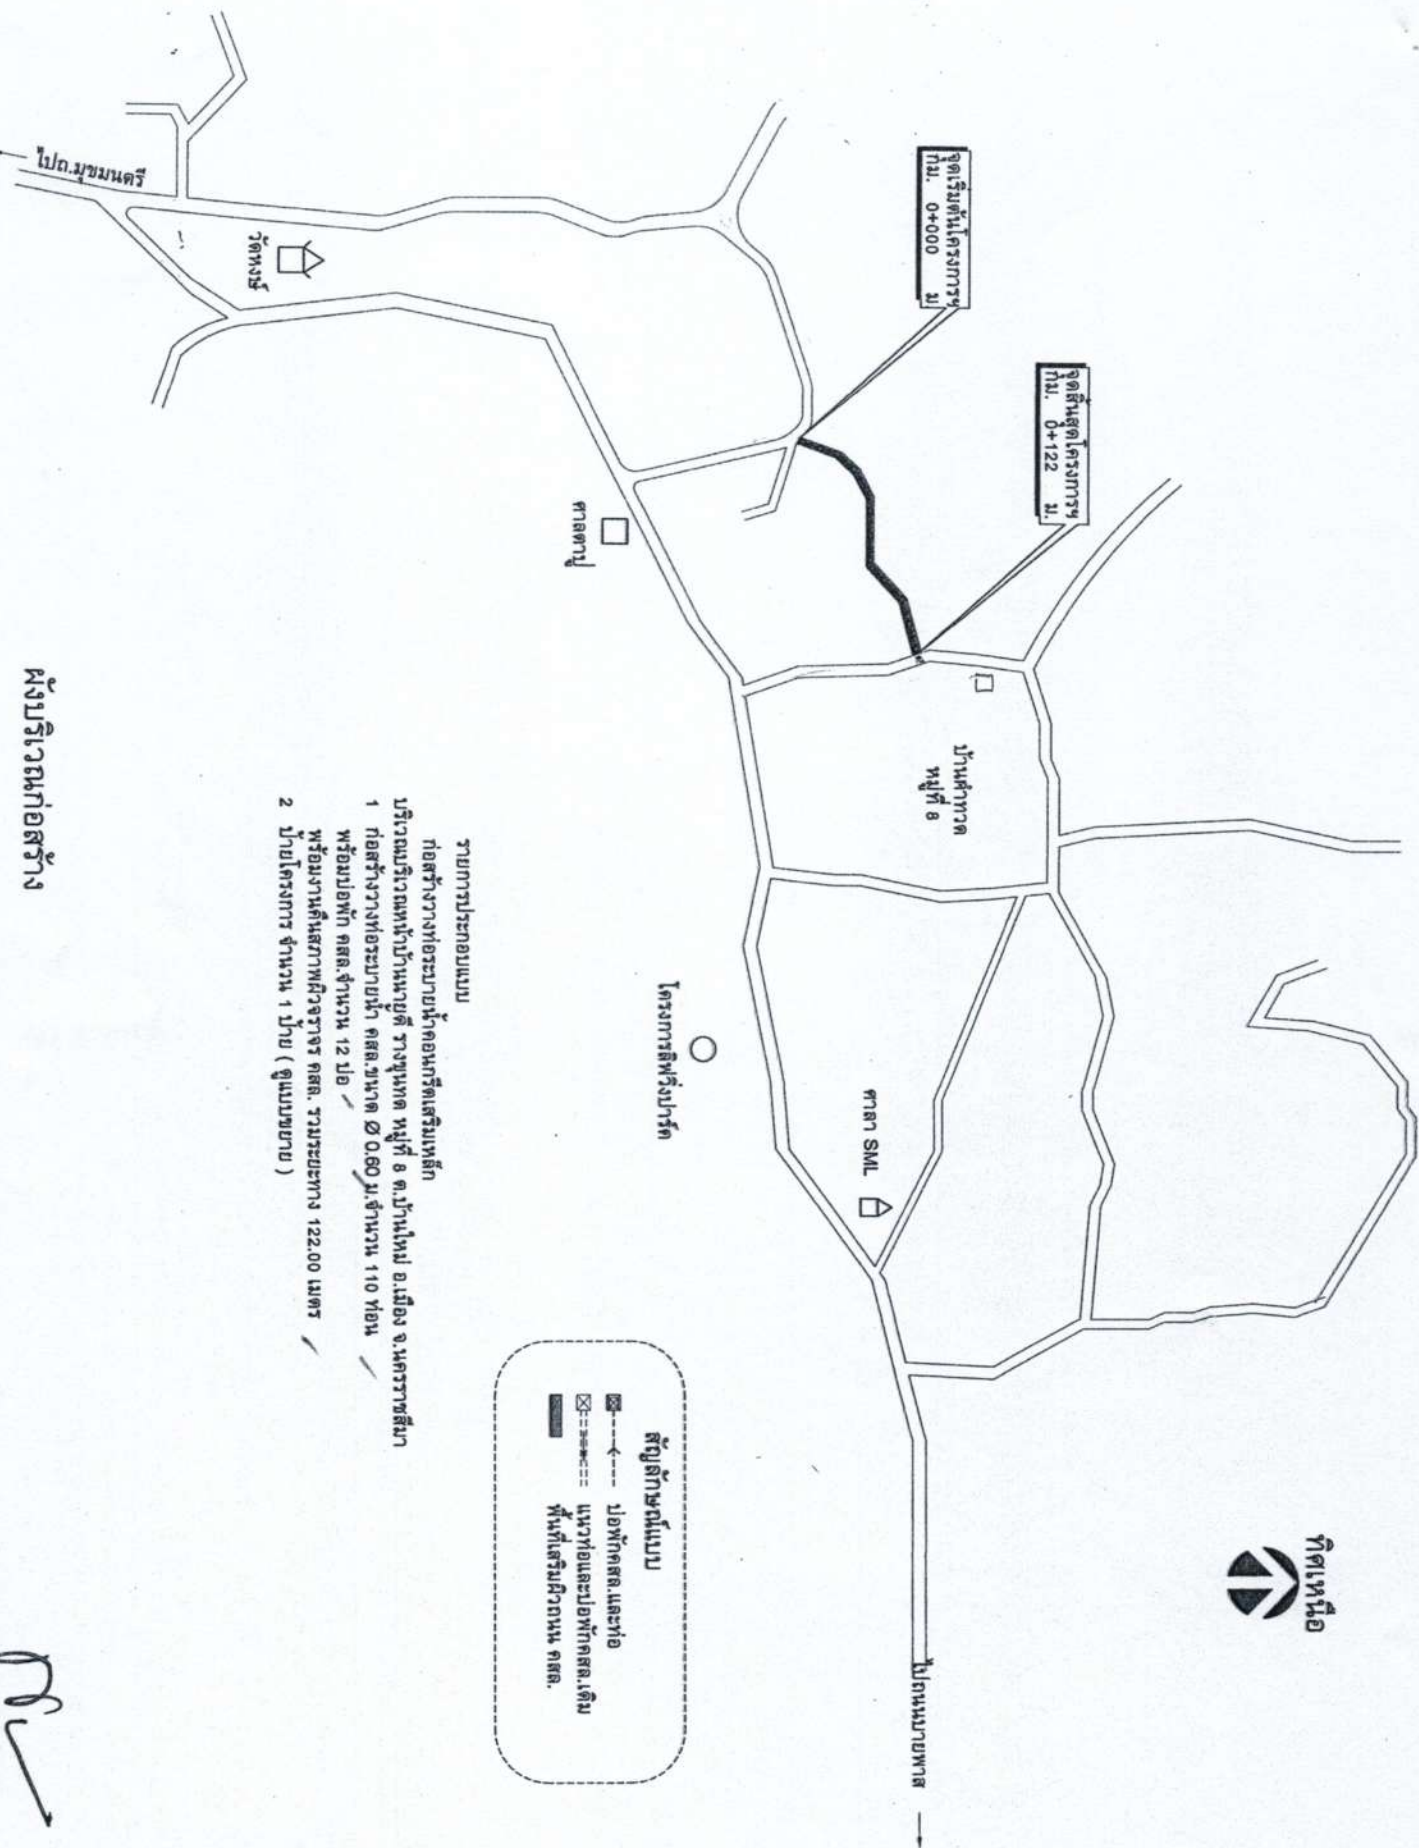 ทิศเหนือ
จุดเริ่มต้นโครงการฯ
กม. 0+000 ม
จุดสิ้นสุดโครงการฯ
กม. 0+122 ม.
บ้านคำทวด
หมู่ที่ 8
ศาลา SML
ไปถนนบายพาส
ไปถ.มุขมนตรี
วัดหงษ์
ศาลตาปู่
โครงการลิฟวิ่งปาร์ค
สัญลักษณ์แบบ
บ่อพักคสล.และท่อ
แนวท่อและบ่อพักคสล.เดิม
พื้นที่เสริมผิวถนน คสล.
รายการประกอบแบบ
ก่อสร้างวางท่อระบายน้ำคอนกรีตเสริมเหล็ก
บริเวณบริเวณหน้าบ้านนายดี รางขุนทด หมู่ที่ 8 ต.บ้านใหม่ อ.เมือง จ.นครราชสีมา
1 ก่อสร้างวางท่อระบายน้ำ คสล.ขนาด Ø 0.60 ม.จำนวน 110 ท่อน
พร้อมบ่อพัก คสล.จำนวน 12 บ่อ
พร้อมงานคืนสภาพผิวจราจร คสล. รวมระยะทาง 122.00 เมตร
2 ป้ายโครงการ จำนวน 1 ป้าย ( ดูแบบขยาย )
ผังบริเวณก่อสร้าง